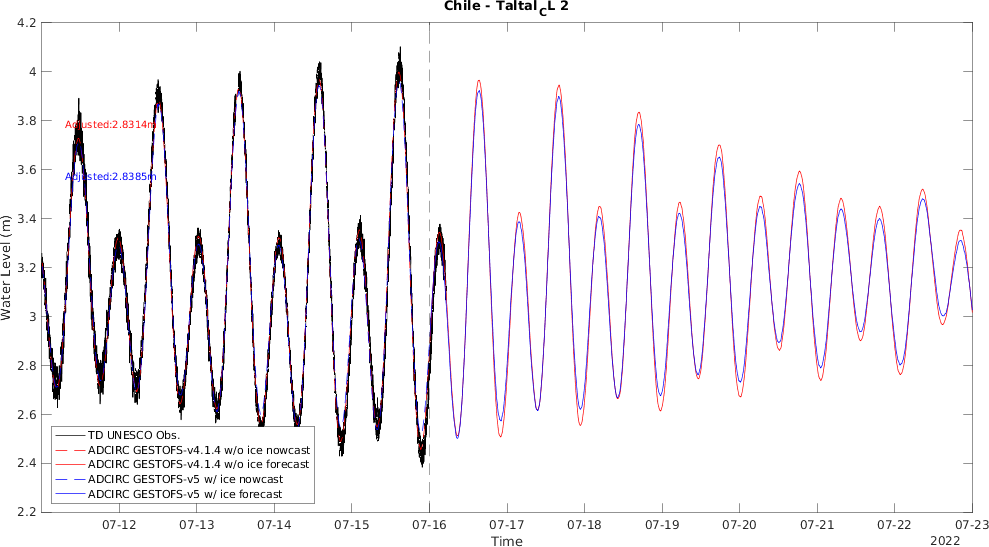 Chile - Taltal_CL 2
Water Level (m)
4.2
4
3.8
3.6
3.4
3.2
3
2.8
2.6
2.4
2.2
Adjusted:2.8314m
Adjusted:2.8385m
TD UNESCO Obs.
ADCIRC GESTOFS-v4.1.4 w/o ice nowcast
ADCIRC GESTOFS-v4.1.4 w/o ice forecast
ADCIRC GESTOFS-v5 w/ ice nowcast
ADCIRC GESTOFS-v5 w/ ice forecast
07-12 07-13 07-14 07-15 07-16 07-17 07-18 07-19 07-20 07-21 07-22 07-23
Time
2022